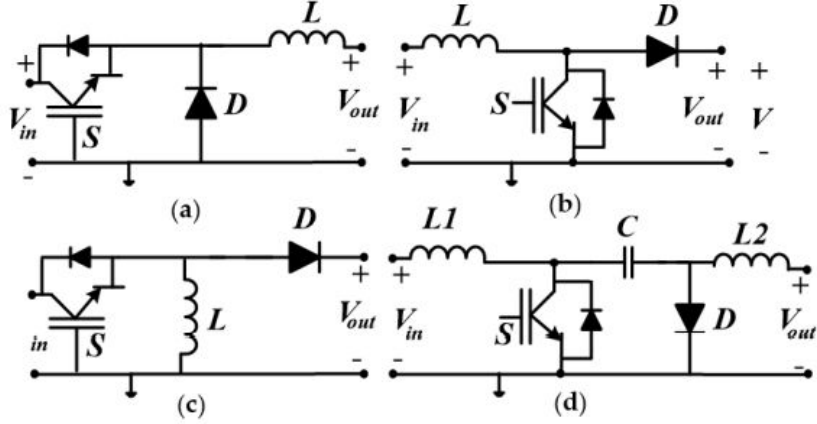 L
+
+
V_in
S
D
V_out
-
-
(a)
L
D
+
+
+
V_in
S
V_out
V
-
-
-
(b)
D
+
in
S
L
V_out
-
(c)
L1
C
L2
+
+
V_in
S
D
V_out
-
-
(d)